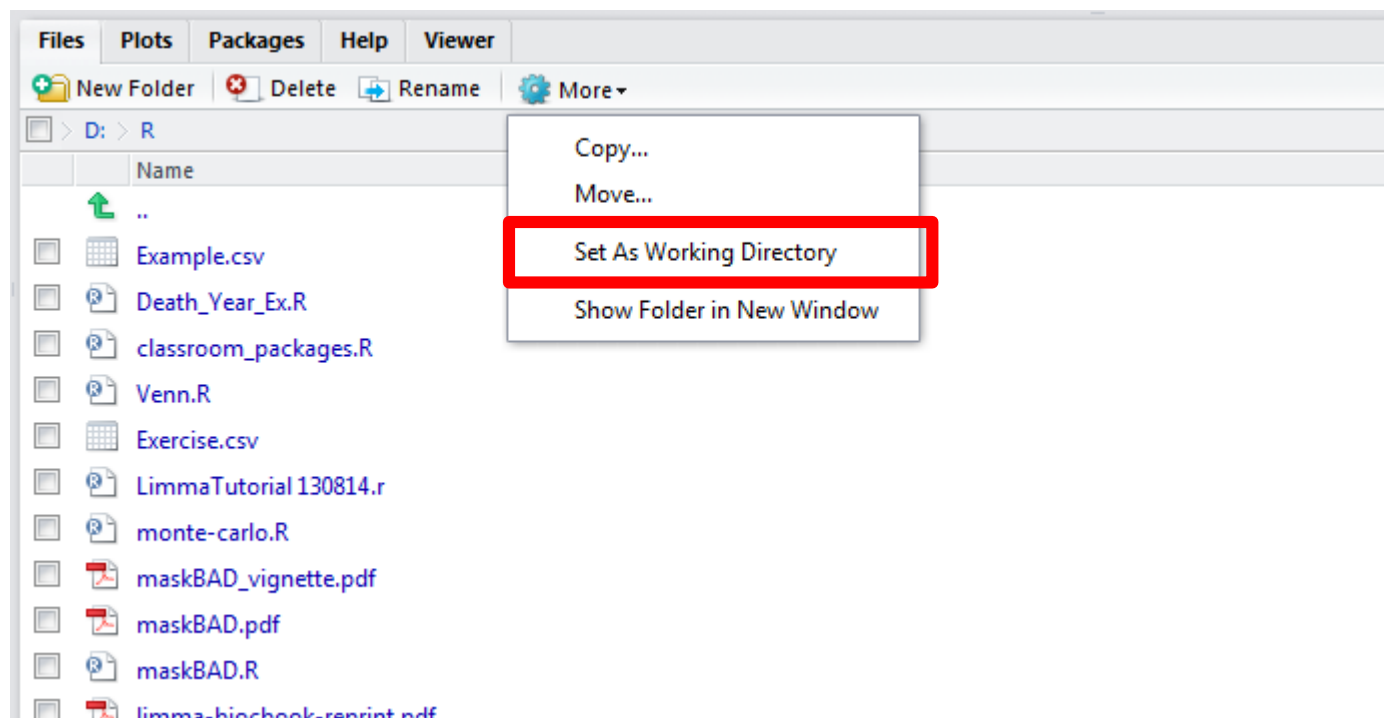 Files Plots Packages Help Viewer
New Folder Delete Rename More
D: R
Copy...
Move...
Set As Working Directory
Show Folder in New Window
Name
..
Example.csv
Death_Year_Ex.R
classroom_packages.R
Venn.R
Exercise.csv
LimmaTutorial 130814.r
monte-carlo.R
maskBAD_vignette.pdf
maskBAD.pdf
maskBAD.R